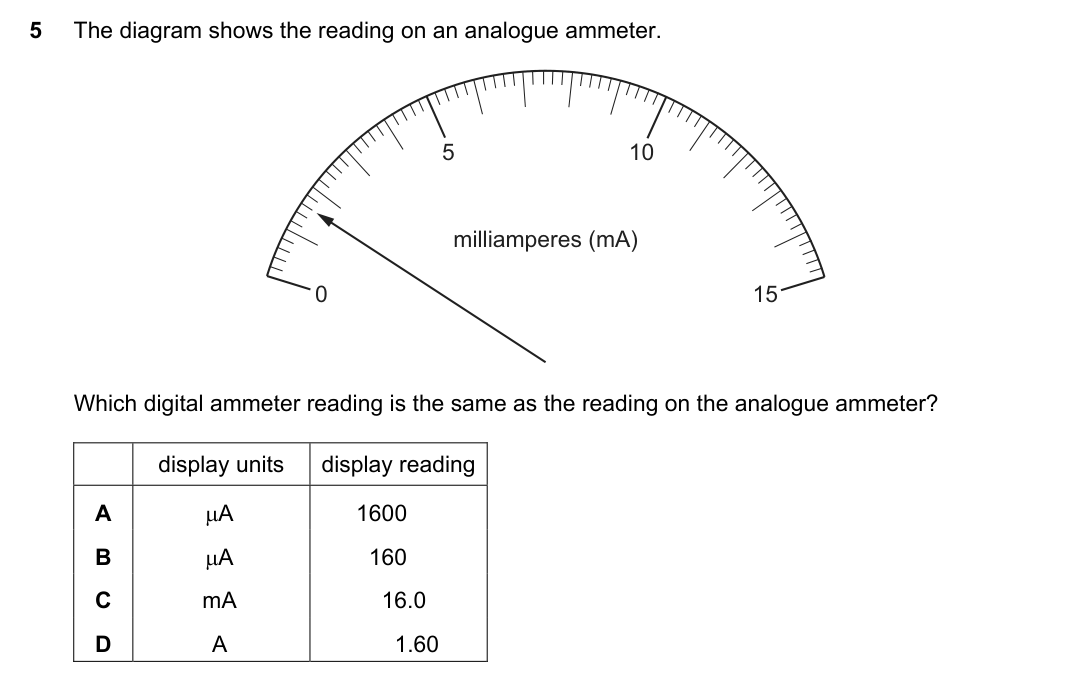 5 The diagram shows the reading on an analogue ammeter.
5 10
milliamperes (mA)
0 15
Which digital ammeter reading is the same as the reading on the analogue ammeter?
display units display reading
A μA 1600
B μA 160
C mA 16.0
D A 1.60